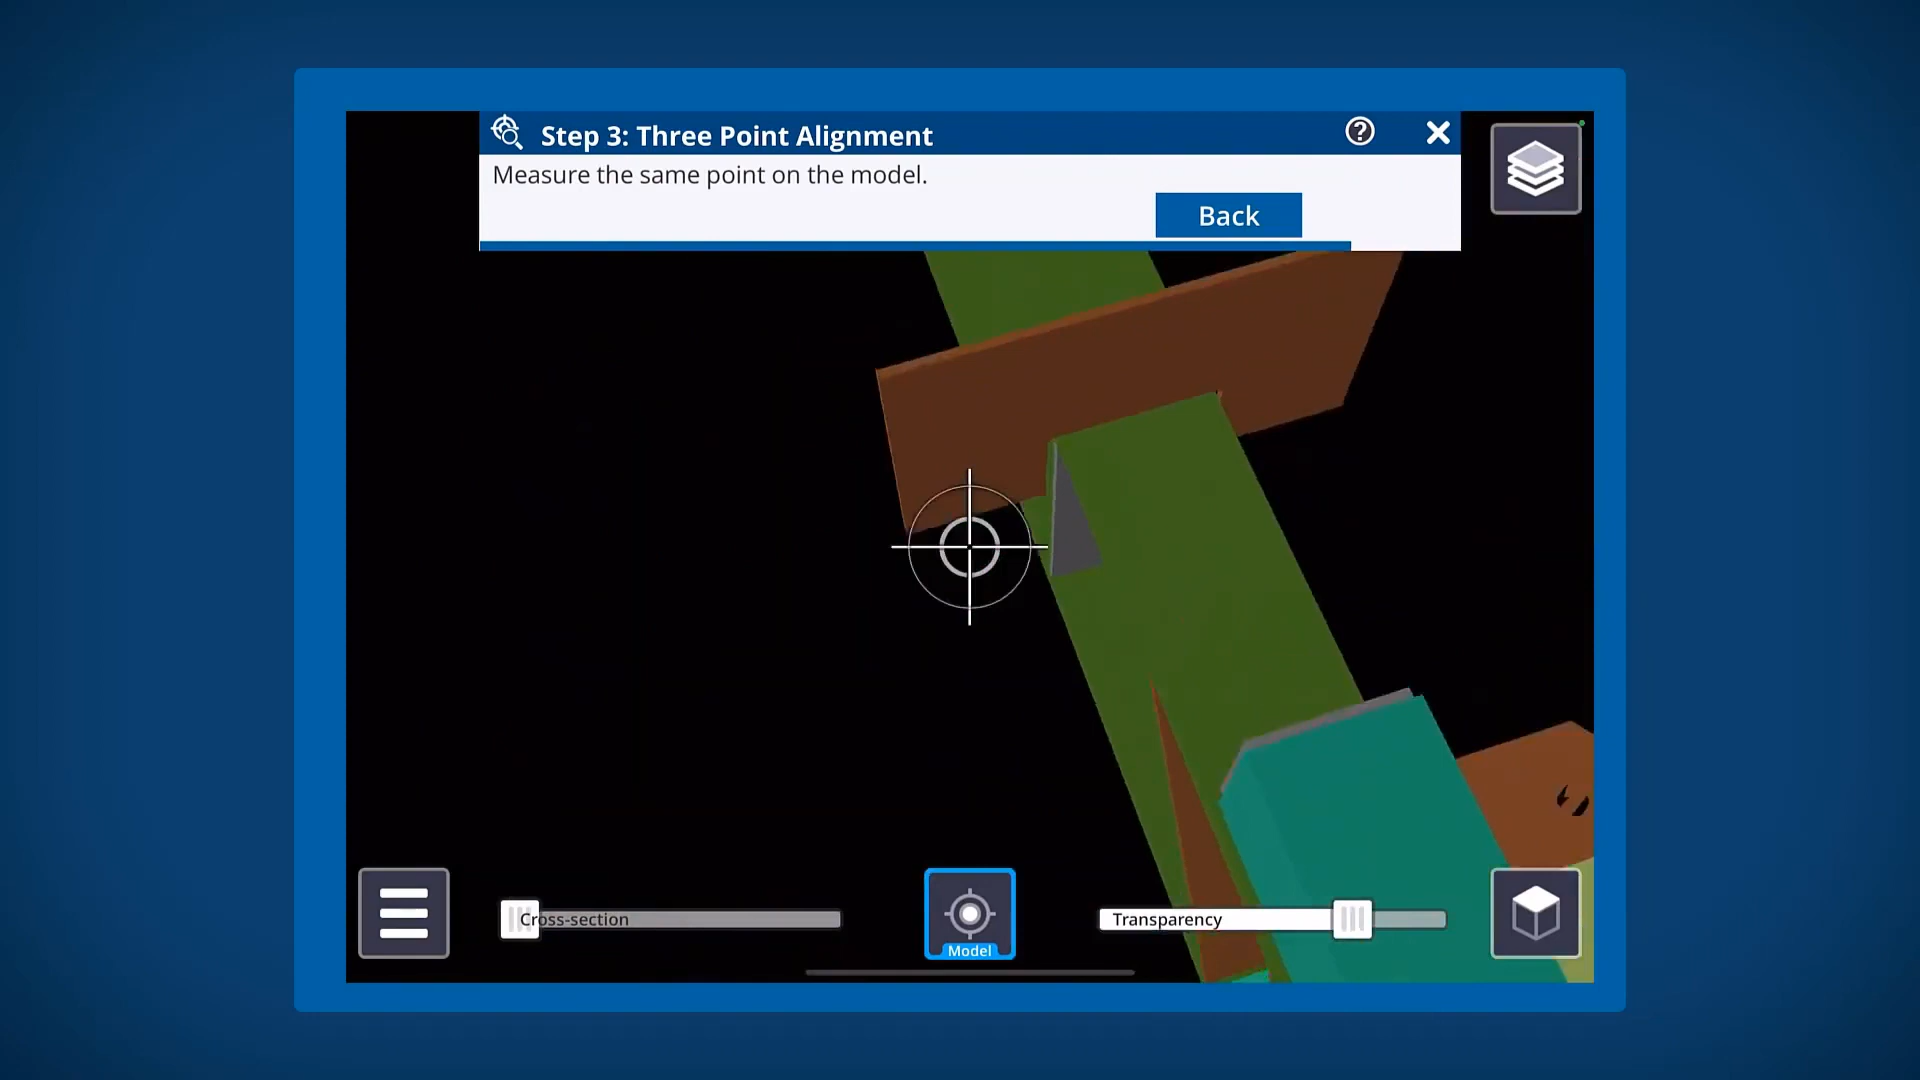 Step 3: Three Point Alignment
Measure the same point on the model.
Back
Cross-section
Model
Transparency